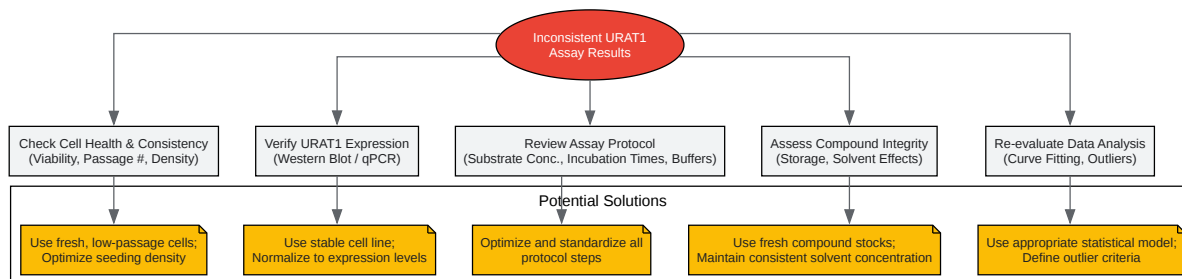 Inconsistent URAT1
Assay Results
Check Cell Health & Consistency
(Viability, Passage #, Density)
Verify URAT1 Expression
(Western Blot / qPCR)
Review Assay Protocol
(Substrate Conc., Incubation Times, Buffers)
Assess Compound Integrity
(Storage, Solvent Effects)
Re-evaluate Data Analysis
(Curve Fitting, Outliers)
Potential Solutions
Use fresh, low-passage cells;
Optimize seeding density
Use stable cell line;
Normalize to expression levels
Optimize and standardize all
protocol steps
Use fresh compound stocks;
Maintain consistent solvent concentration
Use appropriate statistical model;
Define outlier criteria